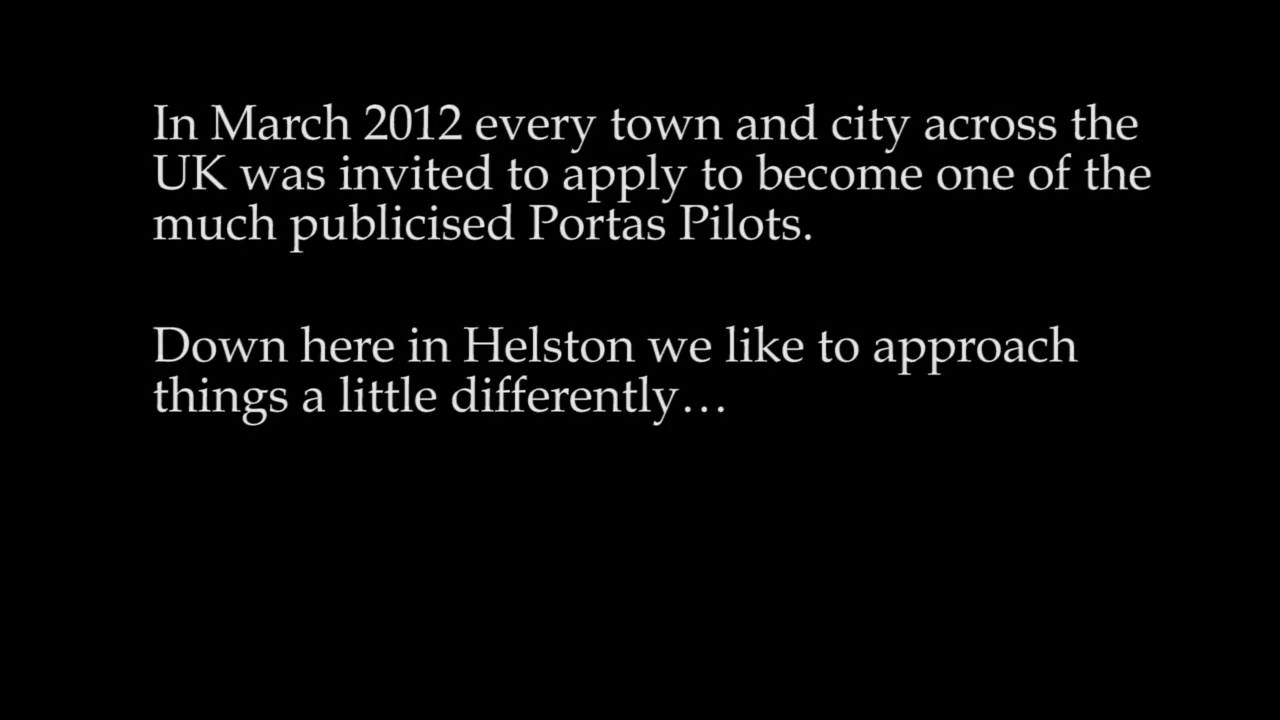 In March 2012 every town and city across the
UK was invited to apply to become one of the
much publicised Portas Pilots.
Down here in Helston we like to approach
things a little differently…